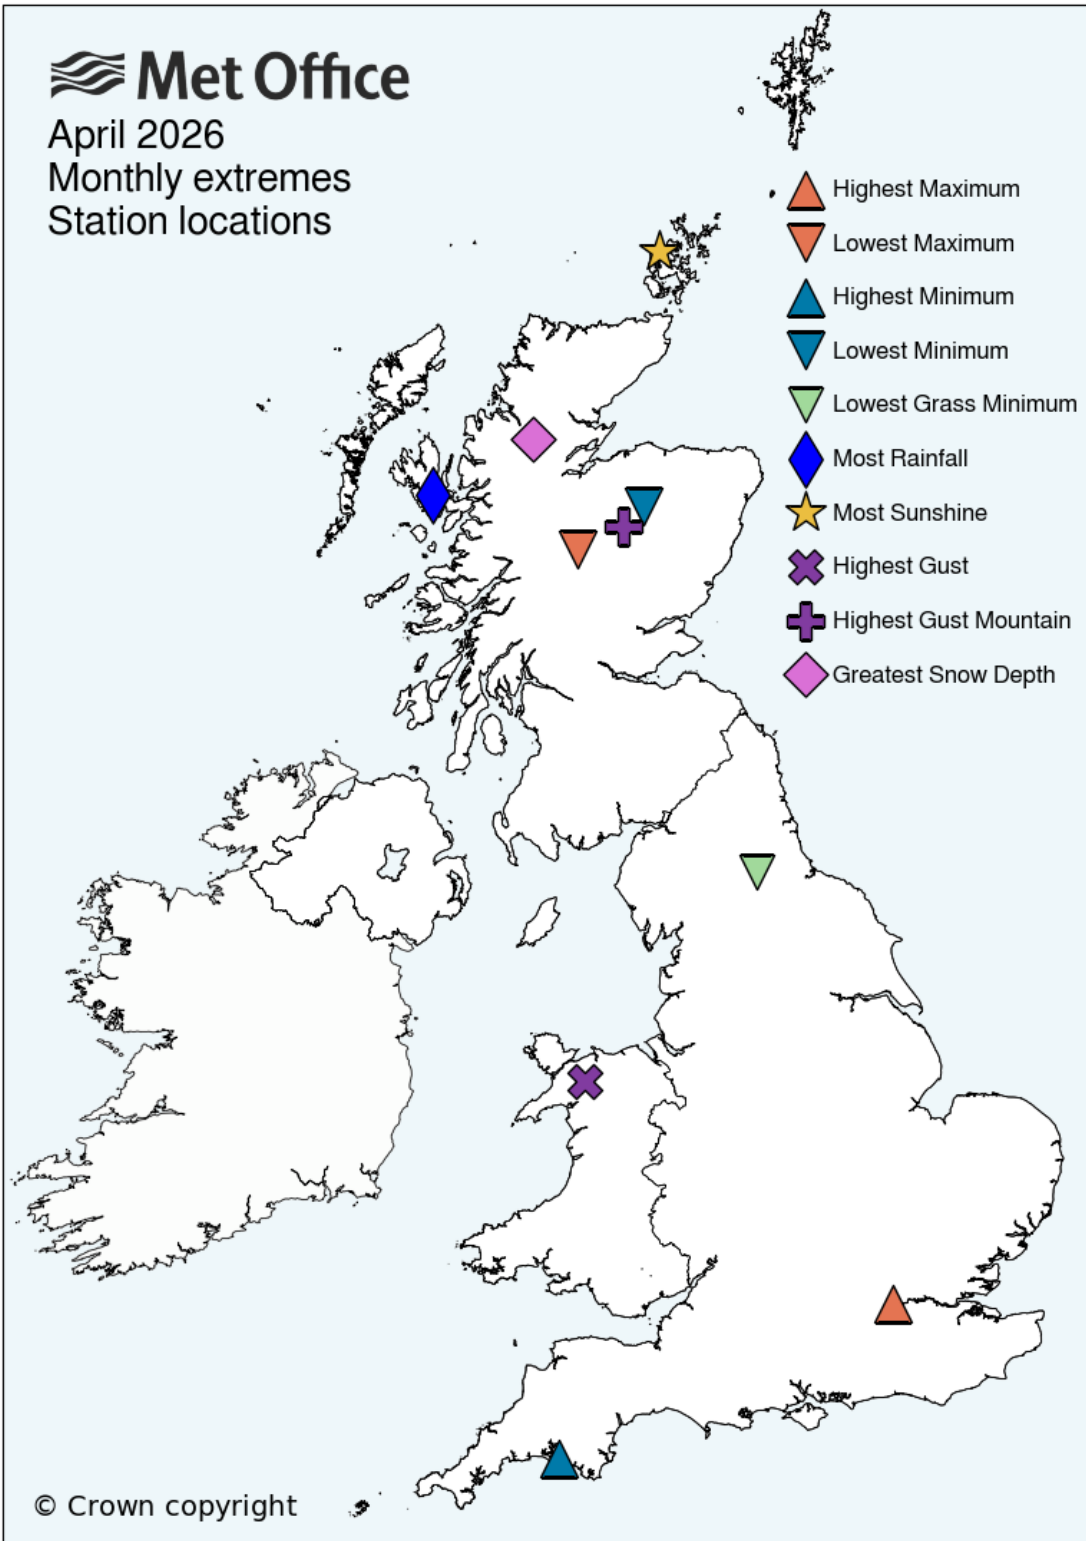 Met Office
April 2026
Monthly extremes
Station locations
Highest Maximum
Lowest Maximum
Highest Minimum
Lowest Minimum
Lowest Grass Minimum
Most Rainfall
Most Sunshine
Highest Gust
Highest Gust Mountain
Greatest Snow Depth
© Crown copyright